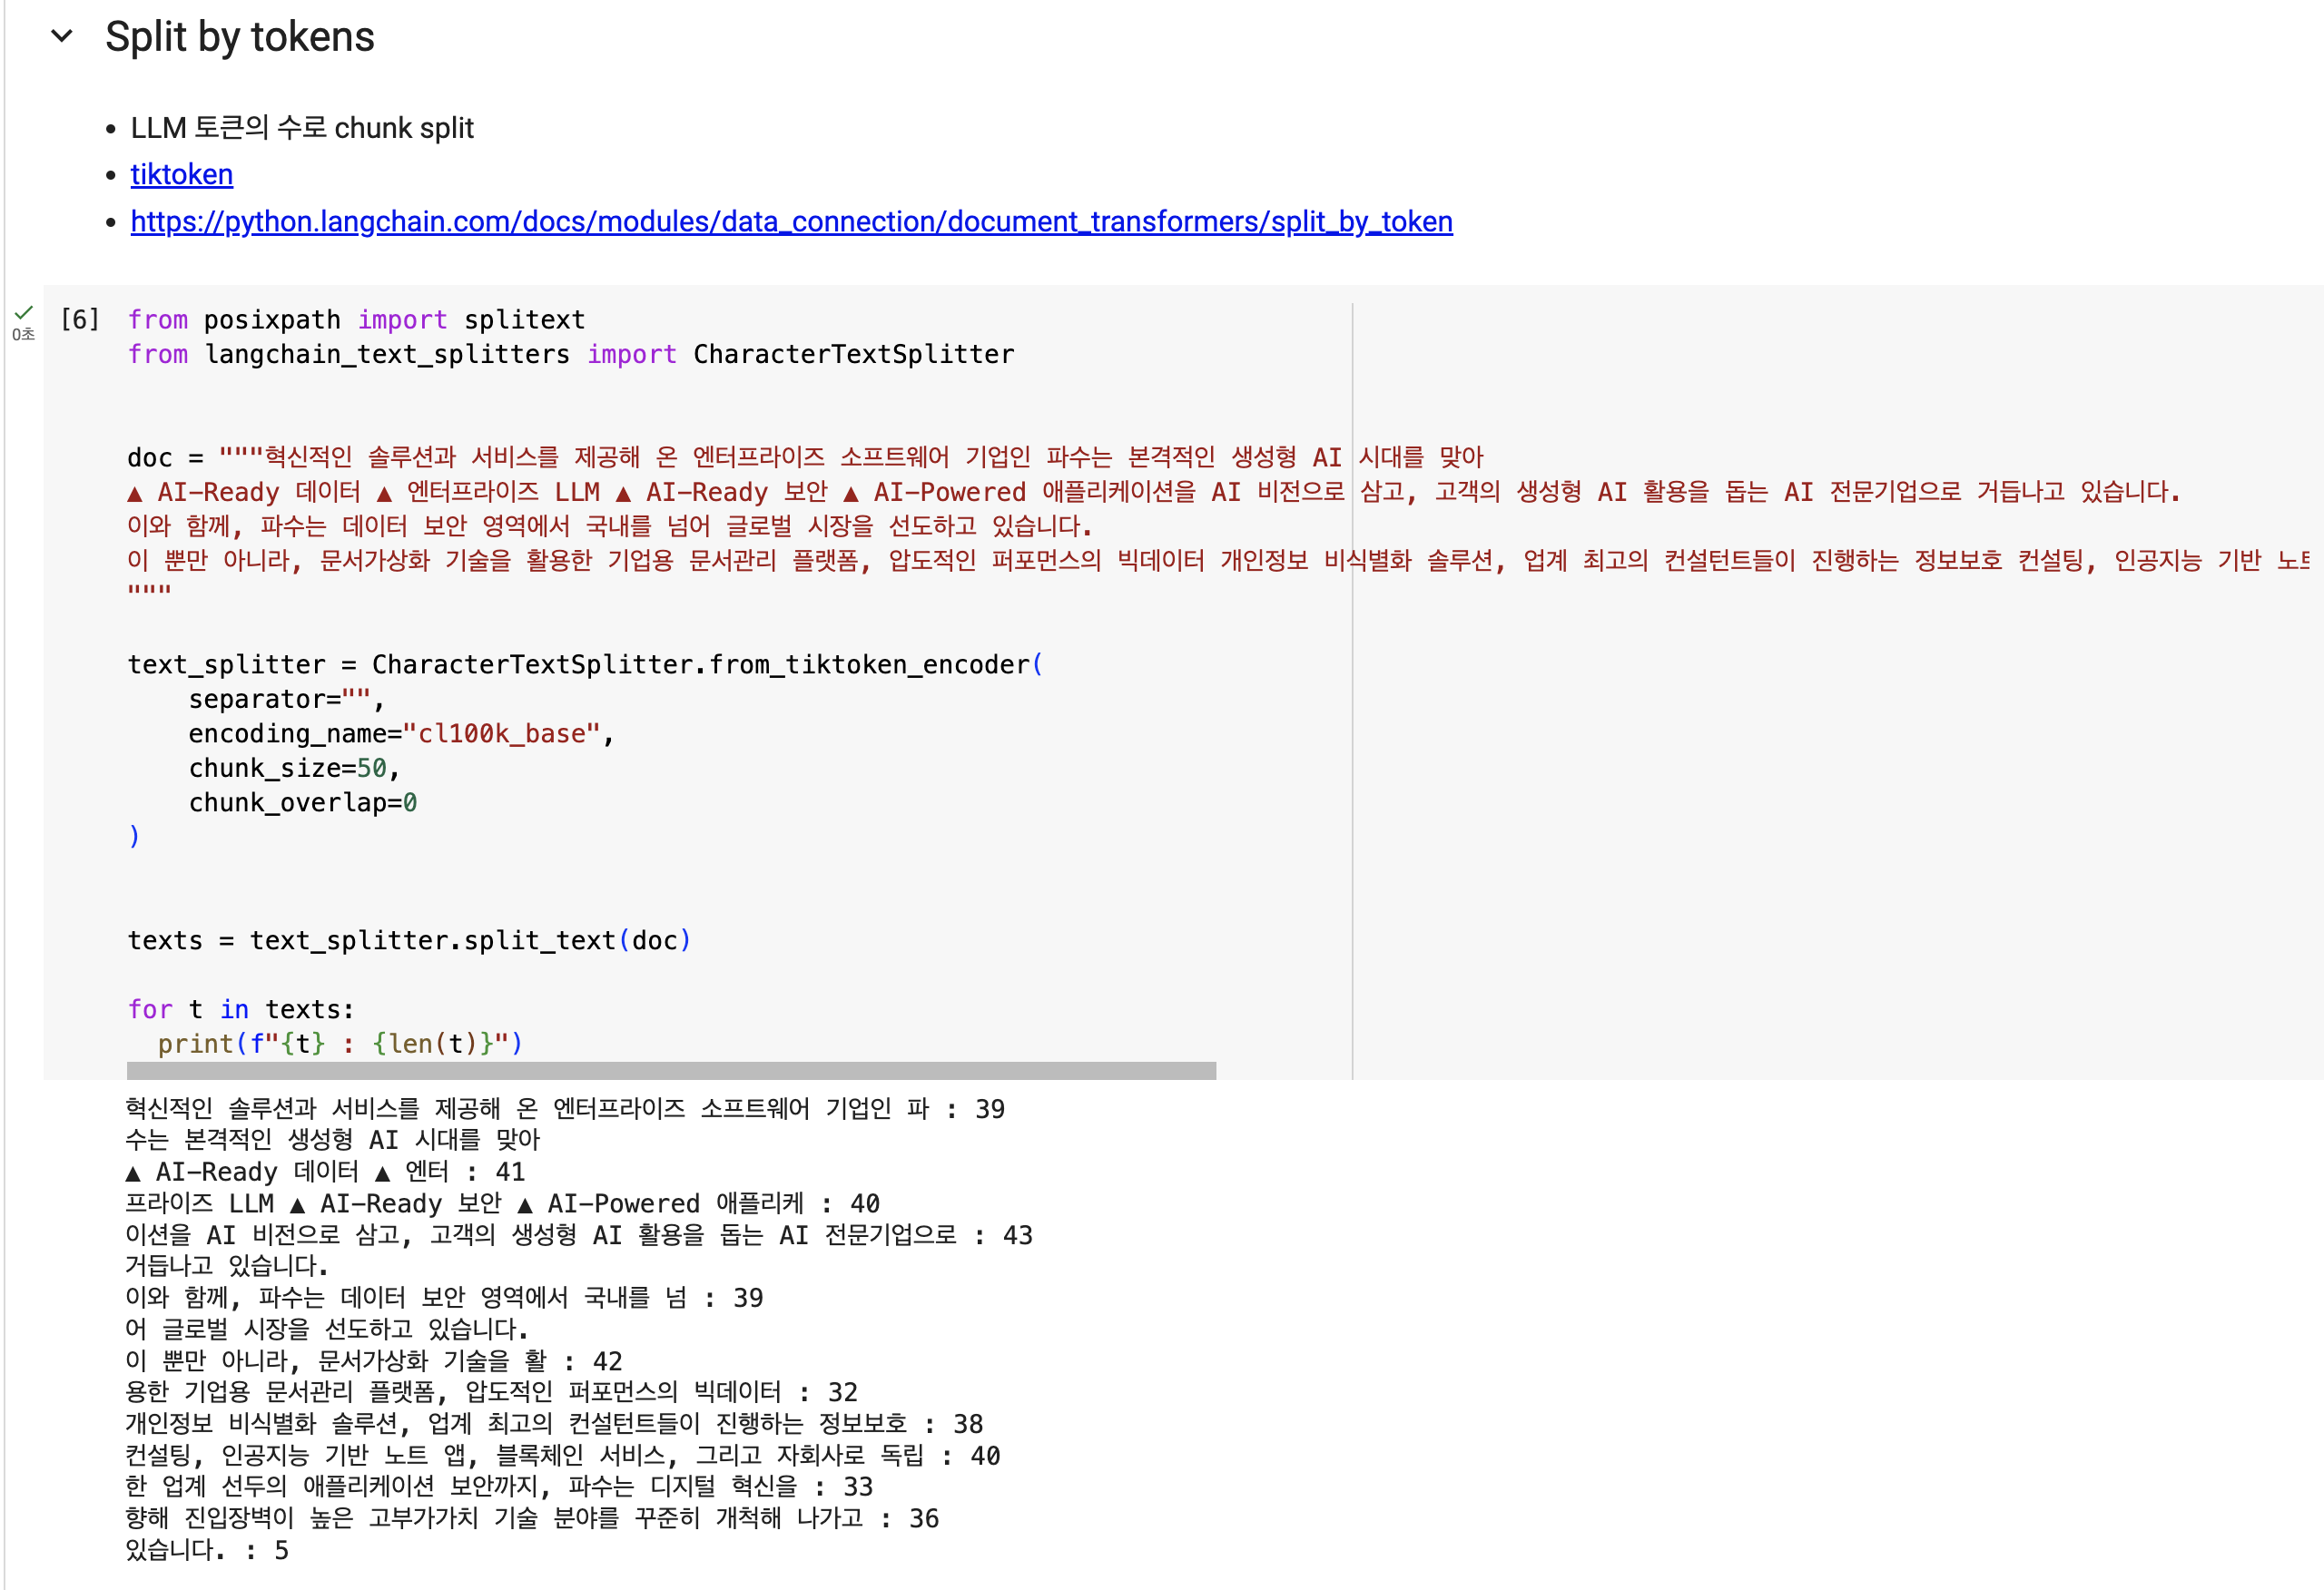 Split by tokens
LLM 토큰의 수로 chunk split
tiktoken
https://python.langchain.com/docs/modules/data_connection/document_transformers/split_by_token
0초
[6]
from posixpath import splitext
from langchain_text_splitters import CharacterTextSplitter
doc = """혁신적인 솔루션과 서비스를 제공해 온 엔터프라이즈 소프트웨어 기업인 파수는 본격적인 생성형 AI 시대를 맞아
▲ AI-Ready 데이터 ▲ 엔터프라이즈 LLM ▲ AI-Ready 보안 ▲ AI-Powered 애플리케이션을 AI 비전으로 삼고, 고객의 생성형 AI 활용을 돕는 AI 전문기업으로 거듭나고 있습니다.
이와 함께, 파수는 데이터 보안 영역에서 국내를 넘어 글로벌 시장을 선도하고 있습니다.
이 뿐만 아니라, 문서가상화 기술을 활용한 기업용 문서관리 플랫폼, 압도적인 퍼포먼스의 빅데이터 개인정보 비식별화 솔루션, 업계 최고의 컨설턴트들이 진행하는 정보보호 컨설팅, 인공지능 기반 노트
"""
text_splitter = CharacterTextSplitter.from_tiktoken_encoder(
    separator="",
    encoding_name="cl100k_base",
    chunk_size=50,
    chunk_overlap=0
)
texts = text_splitter.split_text(doc)
for t in texts:
  print(f"{t} : {len(t)}")
혁신적인 솔루션과 서비스를 제공해 온 엔터프라이즈 소프트웨어 기업인 파 : 39
수는 본격적인 생성형 AI 시대를 맞아
▲ AI-Ready 데이터 ▲ 엔터 : 41
프라이즈 LLM ▲ AI-Ready 보안 ▲ AI-Powered 애플리케 : 40
이션을 AI 비전으로 삼고, 고객의 생성형 AI 활용을 돕는 AI 전문기업으로 : 43
거듭나고 있습니다.
이와 함께, 파수는 데이터 보안 영역에서 국내를 넘 : 39
어 글로벌 시장을 선도하고 있습니다.
이 뿐만 아니라, 문서가상화 기술을 활 : 42
용한 기업용 문서관리 플랫폼, 압도적인 퍼포먼스의 빅데이터 : 32
개인정보 비식별화 솔루션, 업계 최고의 컨설턴트들이 진행하는 정보보호 : 38
컨설팅, 인공지능 기반 노트 앱, 블록체인 서비스, 그리고 자회사로 독립 : 40
한 업계 선두의 애플리케이션 보안까지, 파수는 디지털 혁신을 : 33
향해 진입장벽이 높은 고부가가치 기술 분야를 꾸준히 개척해 나가고 : 36
있습니다. : 5